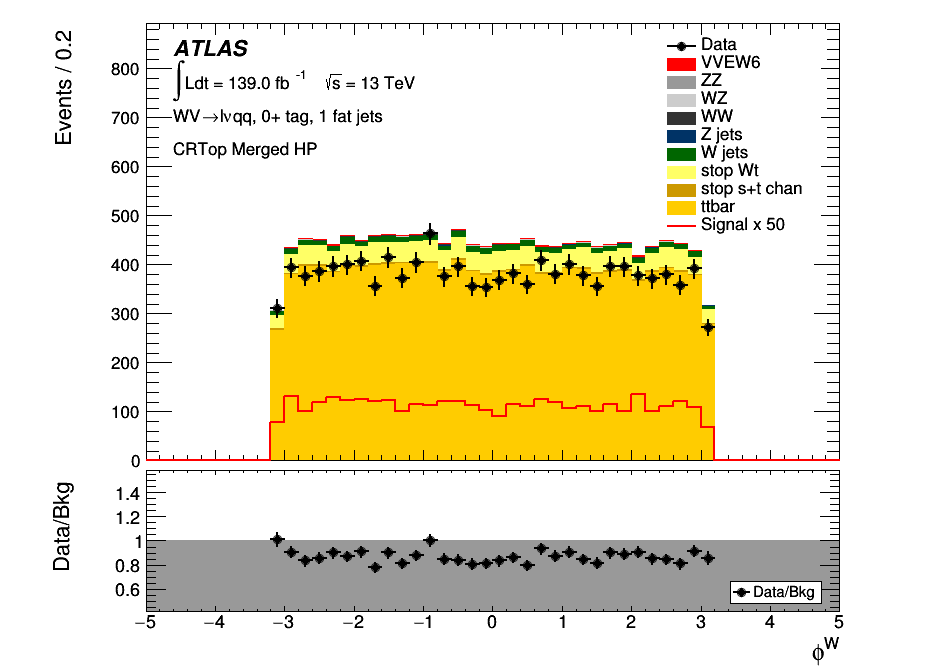 Events / 0.2
800
700
600
500
400
300
200
100
0
ATLAS
∫Ldt = 139.0 fb⁻¹ √s = 13 TeV
WV→lνqq, 0+ tag, 1 fat jets
CRTop Merged HP
Data
VVEW6
ZZ
WZ
WW
Z jets
W jets
stop Wt
stop s+t chan
ttbar
Signal x 50
Data/Bkg
1.4
1.2
1
0.8
0.6
Data/Bkg
−5 −4 −3 −2 −1 0 1 2 3 4 5
ϕᵂ